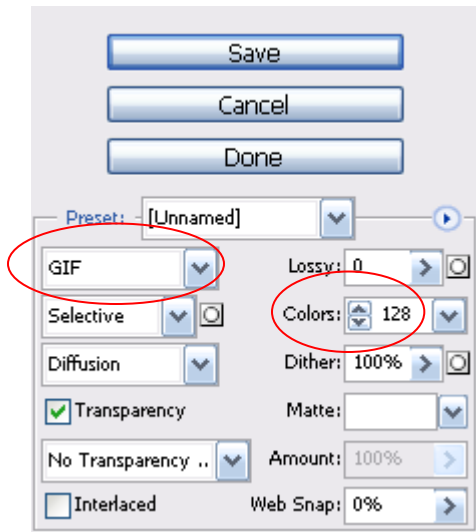 Save
Cancel
Done
Preset: [Unnamed]
GIF Lossy: 0
Selective Colors: 128
Diffusion Dither: 100%
Transparency Matte:
No Transparency .. Amount: 100%
Interlaced Web Snap: 0%